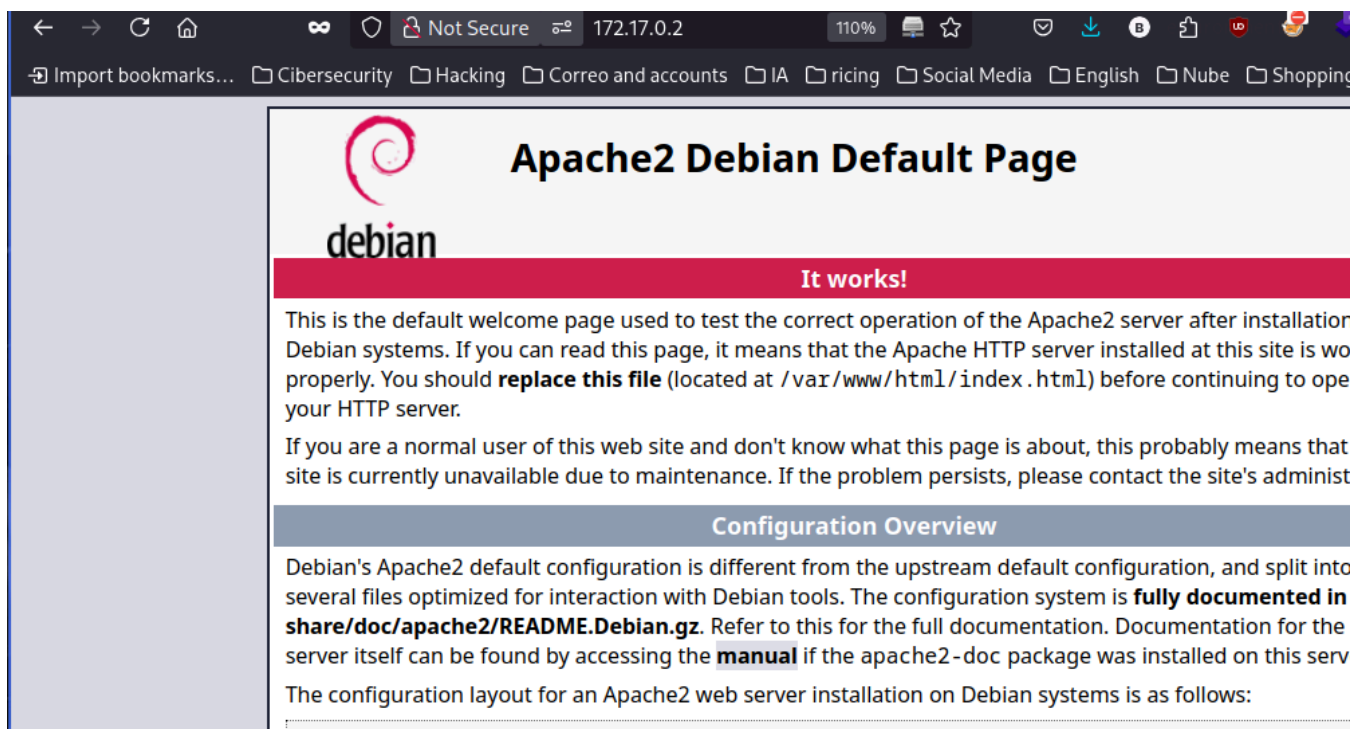 Not Secure 172.17.0.2 110%
Import bookmarks... Cibersecurity Hacking Correo and accounts IA ricing Social Media English Nube Shopping
debian
Apache2 Debian Default Page
It works!
This is the default welcome page used to test the correct operation of the Apache2 server after installation
Debian systems. If you can read this page, it means that the Apache HTTP server installed at this site is wo
properly. You should replace this file (located at /var/www/html/index.html) before continuing to ope
your HTTP server.
If you are a normal user of this web site and don't know what this page is about, this probably means that
site is currently unavailable due to maintenance. If the problem persists, please contact the site's administ
Configuration Overview
Debian's Apache2 default configuration is different from the upstream default configuration, and split into
several files optimized for interaction with Debian tools. The configuration system is fully documented in
share/doc/apache2/README.Debian.gz. Refer to this for the full documentation. Documentation for the
server itself can be found by accessing the manual if the apache2-doc package was installed on this serv
The configuration layout for an Apache2 web server installation on Debian systems is as follows: